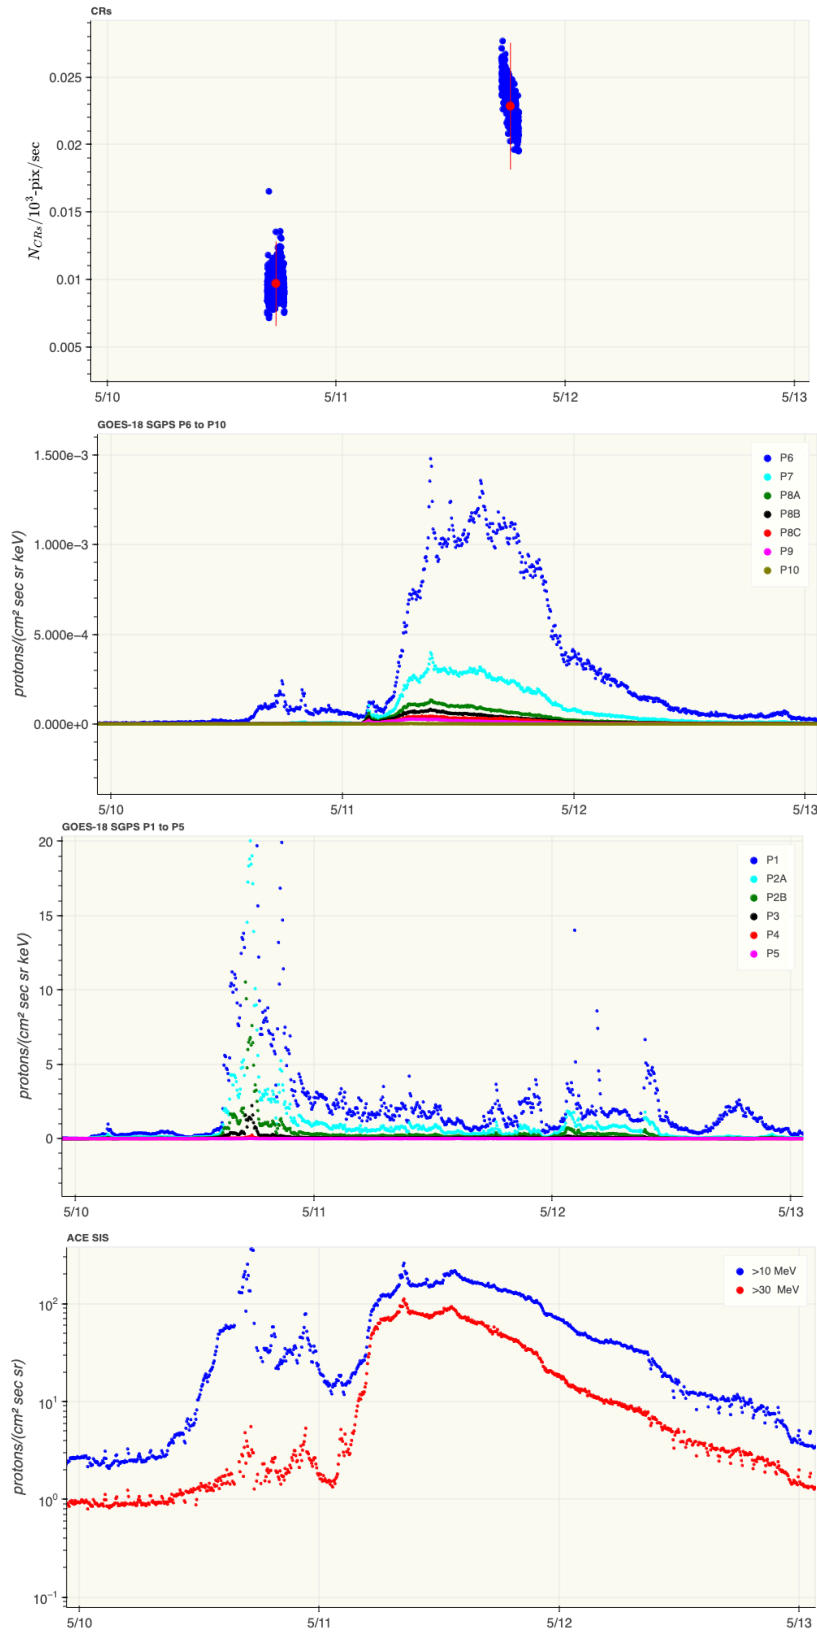 CRs
N_CRs/10³-pix/sec
0.025
0.02
0.015
0.01
0.005
5/10 5/11 5/12 5/13
GOES-18 SGPS P6 to P10
protons/(cm² sec sr keV)
1.500e−3
1.000e−3
5.000e−4
0.000e+0
P6
P7
P8A
P8B
P8C
P9
P10
5/10 5/11 5/12 5/13
GOES-18 SGPS P1 to P5
protons/(cm² sec sr keV)
20
15
10
5
0
P1
P2A
P2B
P3
P4
P5
5/10 5/11 5/12 5/13
ACE SIS
protons/(cm² sec sr)
10²
10¹
10⁰
10⁻¹
>10 MeV
>30 MeV
5/10 5/11 5/12 5/13